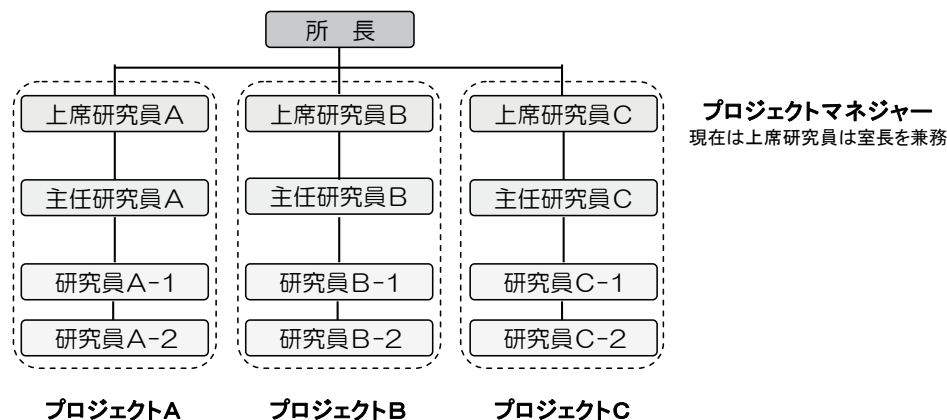 所 長
上席研究員A
上席研究員B
上席研究員C
プロジェクトマネジャー
現在は上席研究員は室長を兼務
主任研究員A
主任研究員B
主任研究員C
研究員A-1
研究員B-1
研究員C-1
研究員A-2
研究員B-2
研究員C-2
プロジェクトA
プロジェクトB
プロジェクトC